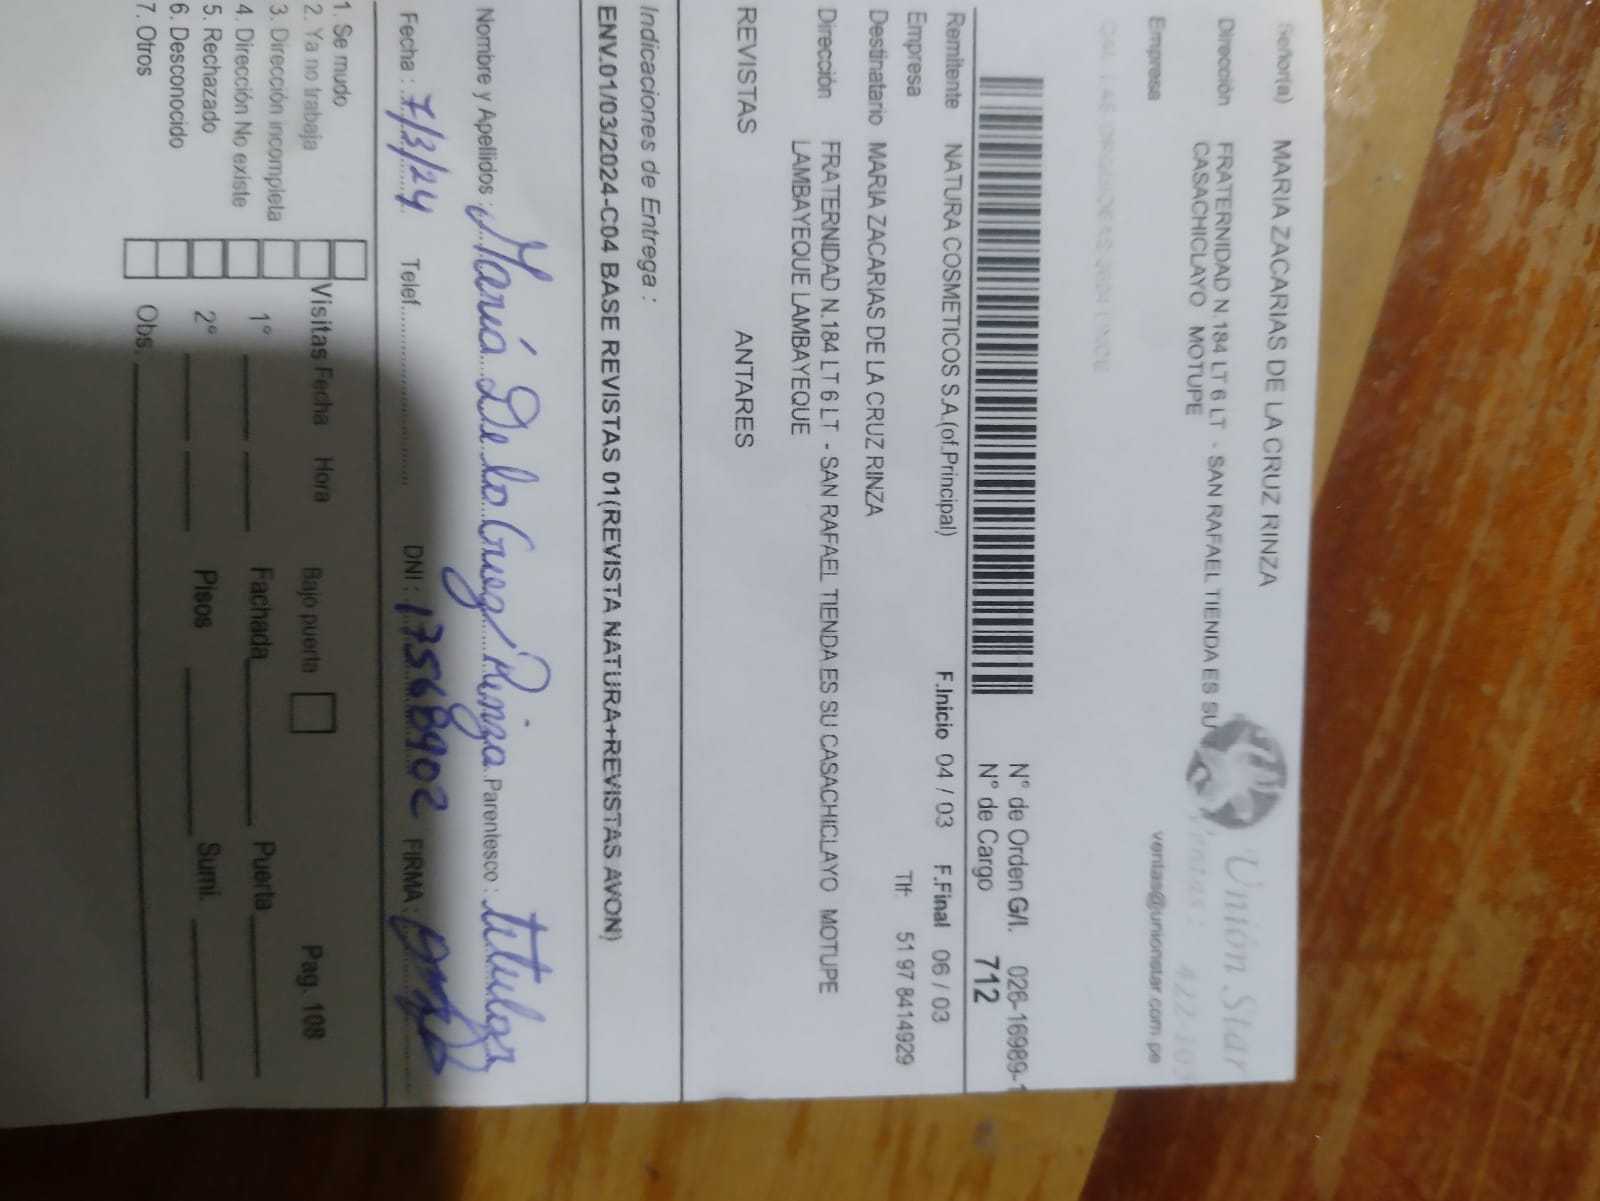 Señor(a) MARIA ZACARIAS DE LA CRUZ RINZA
Dirección FRATERNIDAD N.184 LT 6 LT - SAN RAFAEL TIENDA ES SU
CASACHICLAYO MOTUPE
Empresa
Unión Star
ventas@unionstar.com.pe
N° de Orden G/I. 026-16989-1
N° de Cargo 712
Remitente NATURA COSMETICOS S.A.(of.Principal) F.Inicio 04 / 03 F.Final 06 / 03
Empresa Tlf: 51 97 8414929
Destinatario MARIA ZACARIAS DE LA CRUZ RINZA
Dirección FRATERNIDAD N.184 LT 6 LT - SAN RAFAEL TIENDA ES SU CASACHICLAYO MOTUPE
LAMBAYEQUE LAMBAYEQUE
REVISTAS ANTARES
Indicaciones de Entrega :
ENV.01/03/2024-C04 BASE REVISTAS 01(REVISTA NATURA+REVISTAS AVON)
Nombre y Apellidos : María De la Cruz Rinza Parentesco : titular
Fecha : 7/3/24 Telef. DNI : 17568902 FIRMA :
1. Se mudo
2. Ya no trabaja
3. Dirección incompleta
4. Dirección No existe
5. Rechazado
6. Desconocido
7. Otros
Visitas Fecha Hora Bajo puerta Pag. 108
1° Fachada Puerta
2° Pisos Sumi.
Obs.